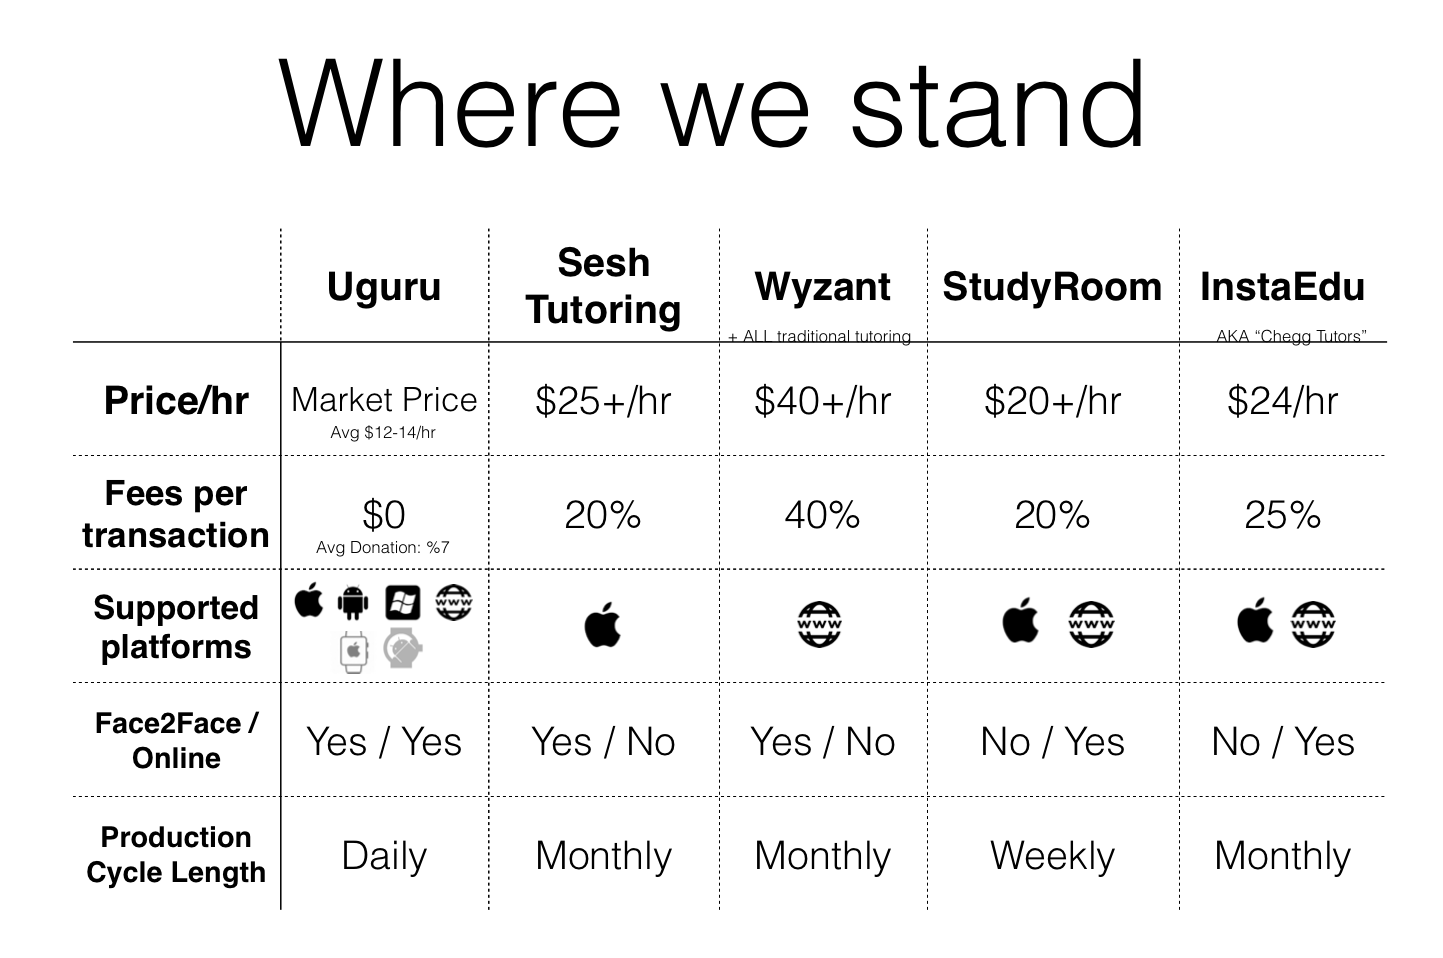 Where we stand
Uguru
Sesh
Tutoring
Wyzant
+ ALL traditional tutoring
StudyRoom
InstaEdu
AKA “Chegg Tutors”
Price/hr
Market Price
Avg $12-14/hr
$25+/hr
$40+/hr
$20+/hr
$24/hr
Fees per
transaction
$0
Avg Donation: %7
20%
40%
20%
25%
Supported
platforms
www
www
www
www
Face2Face /
Online
Yes / Yes
Yes / No
Yes / No
No / Yes
No / Yes
Production
Cycle Length
Daily
Monthly
Monthly
Weekly
Monthly